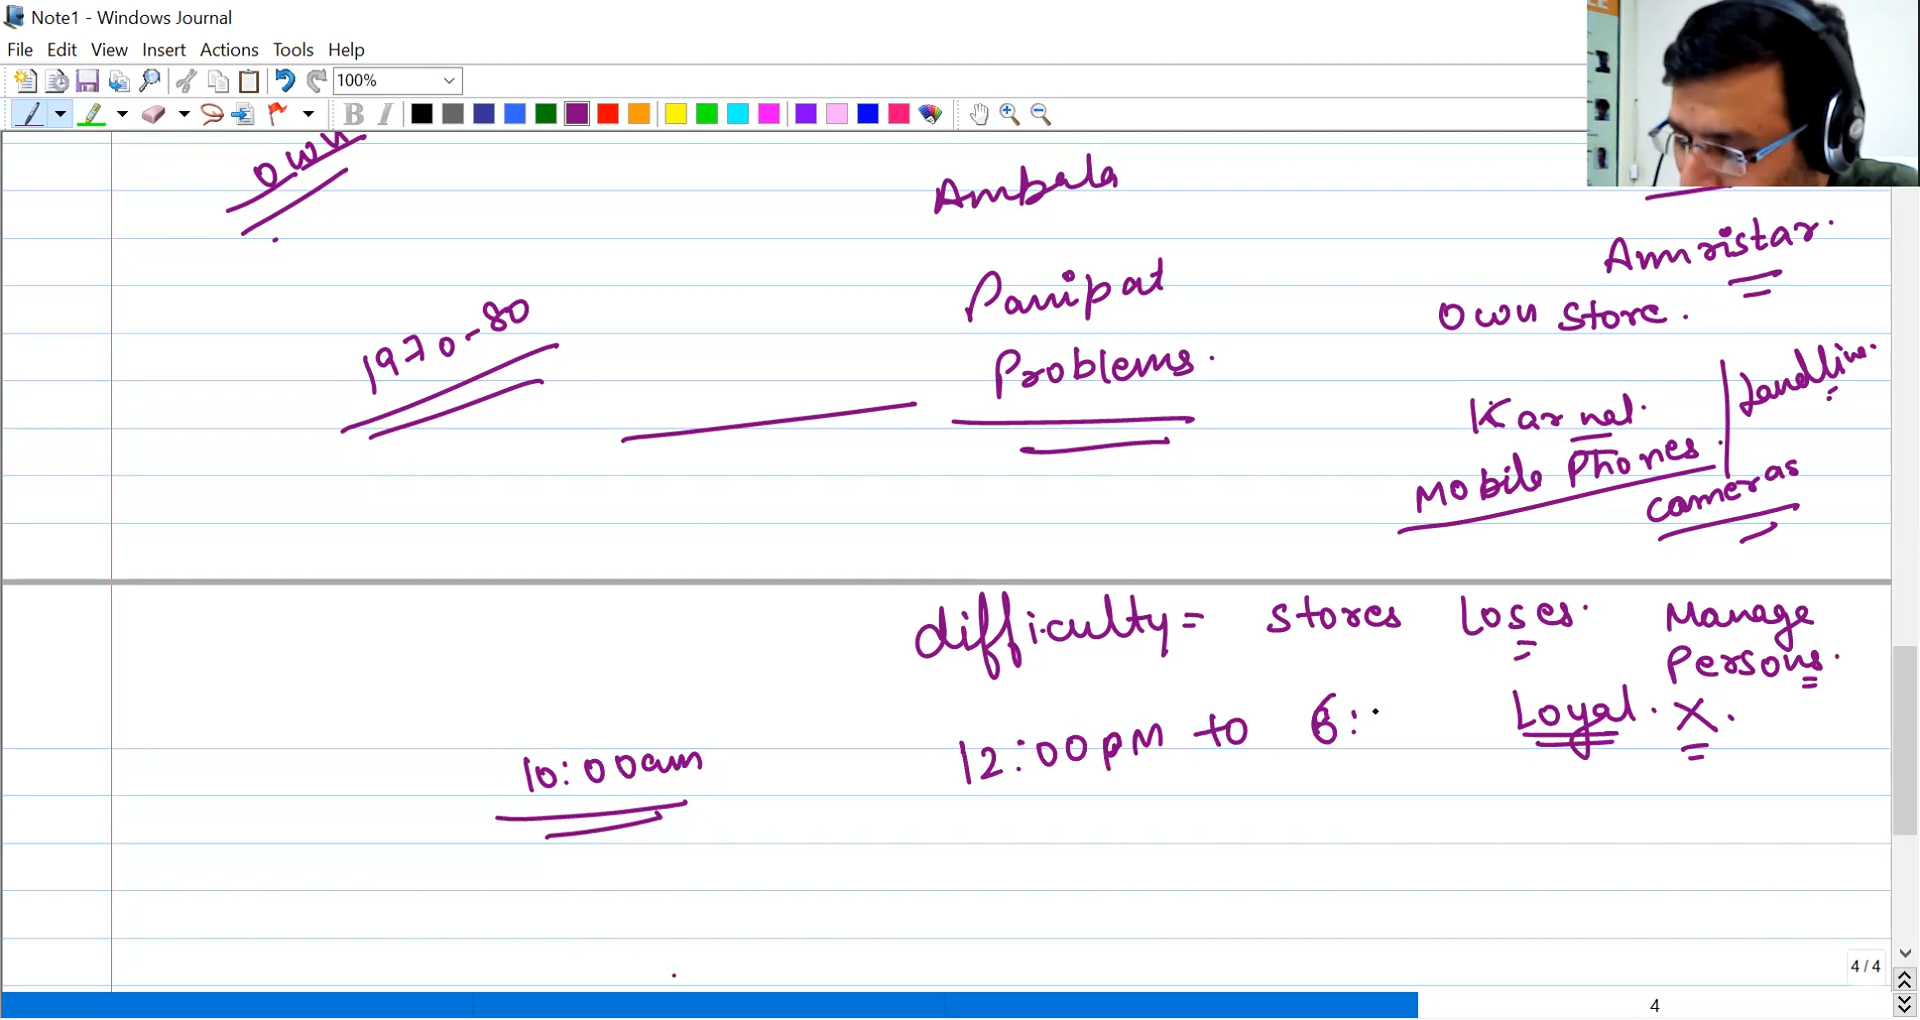 Note1 - Windows Journal
File Edit View Insert Actions Tools Help
100%
B I
own
Ambala
Amristar.
Panipat
own store.
1970-80
Problems.
Landline.
Karnal.
Mobile Phones
cameras
difficulty = stores loses. Manage
Persons.
12:00pM to 6: Loyal. X.
10:00am
4 / 4
4